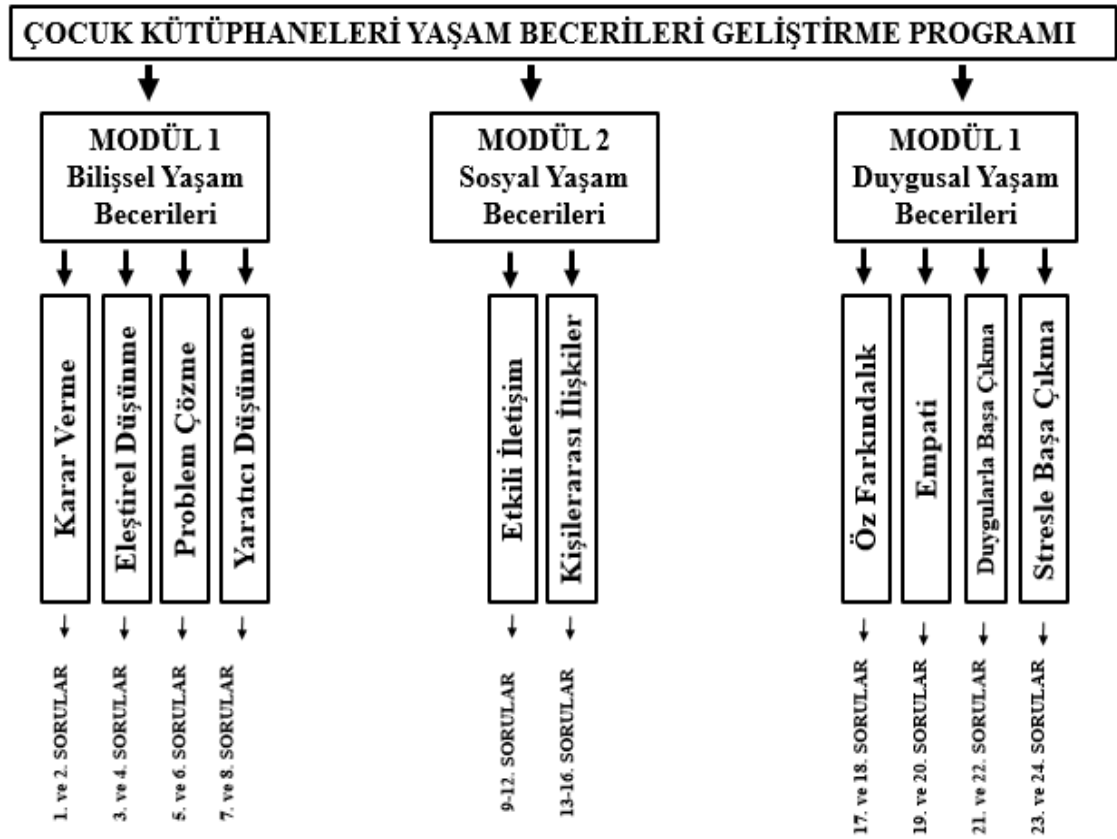 ÇOCUK KÜTÜPHANELERİ YAŞAM BECERİLERİ GELİŞTİRME PROGRAMI
MODÜL 1
Bilişsel Yaşam
Becerileri
MODÜL 2
Sosyal Yaşam
Becerileri
MODÜL 1
Duygusal Yaşam
Becerileri
Karar Verme
Eleştirel Düşünme
Problem Çözme
Yaratıcı Düşünme
Etkili İletişim
Kişilerarası İlişkiler
Öz Farkındalık
Empati
Duygularla Başa Çıkma
Stresle Başa Çıkma
1. ve 2. SORULAR
3. ve 4. SORULAR
5. ve 6. SORULAR
7. ve 8. SORULAR
9-12. SORULAR
13-16. SORULAR
17. ve 18. SORULAR
19. ve 20. SORULAR
21. ve 22. SORULAR
23. ve 24. SORULAR